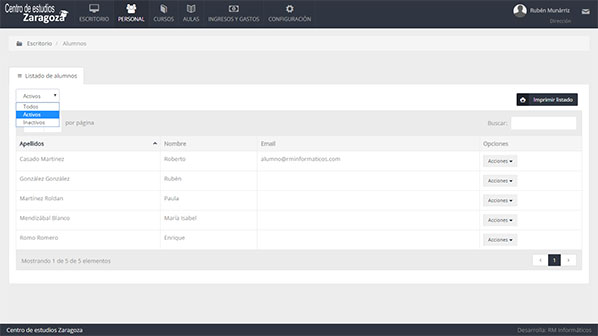 Centro de estudios
Zaragoza
ESCRITORIO PERSONAL CURSOS AULAS INGRESOS Y GASTOS CONFIGURACIÓN
Rubén Munárriz
Dirección
Escritorio / Alumnos
Listado de alumnos
Activos
Imprimir listado
Todos
Activos
Inactivos
por página
Buscar:
Apellidos Nombre Email Opciones
Casado Martínez Roberto alumno@rminformaticos.com Acciones
González González Rubén Acciones
Martínez Roldan Paula Acciones
Mendizábal Blanco María Isabel Acciones
Romo Romero Enrique Acciones
Mostrando 1 de 5 de 5 elementos
1
Centro de estudios Zaragoza
Desarrolla: RM Informáticos